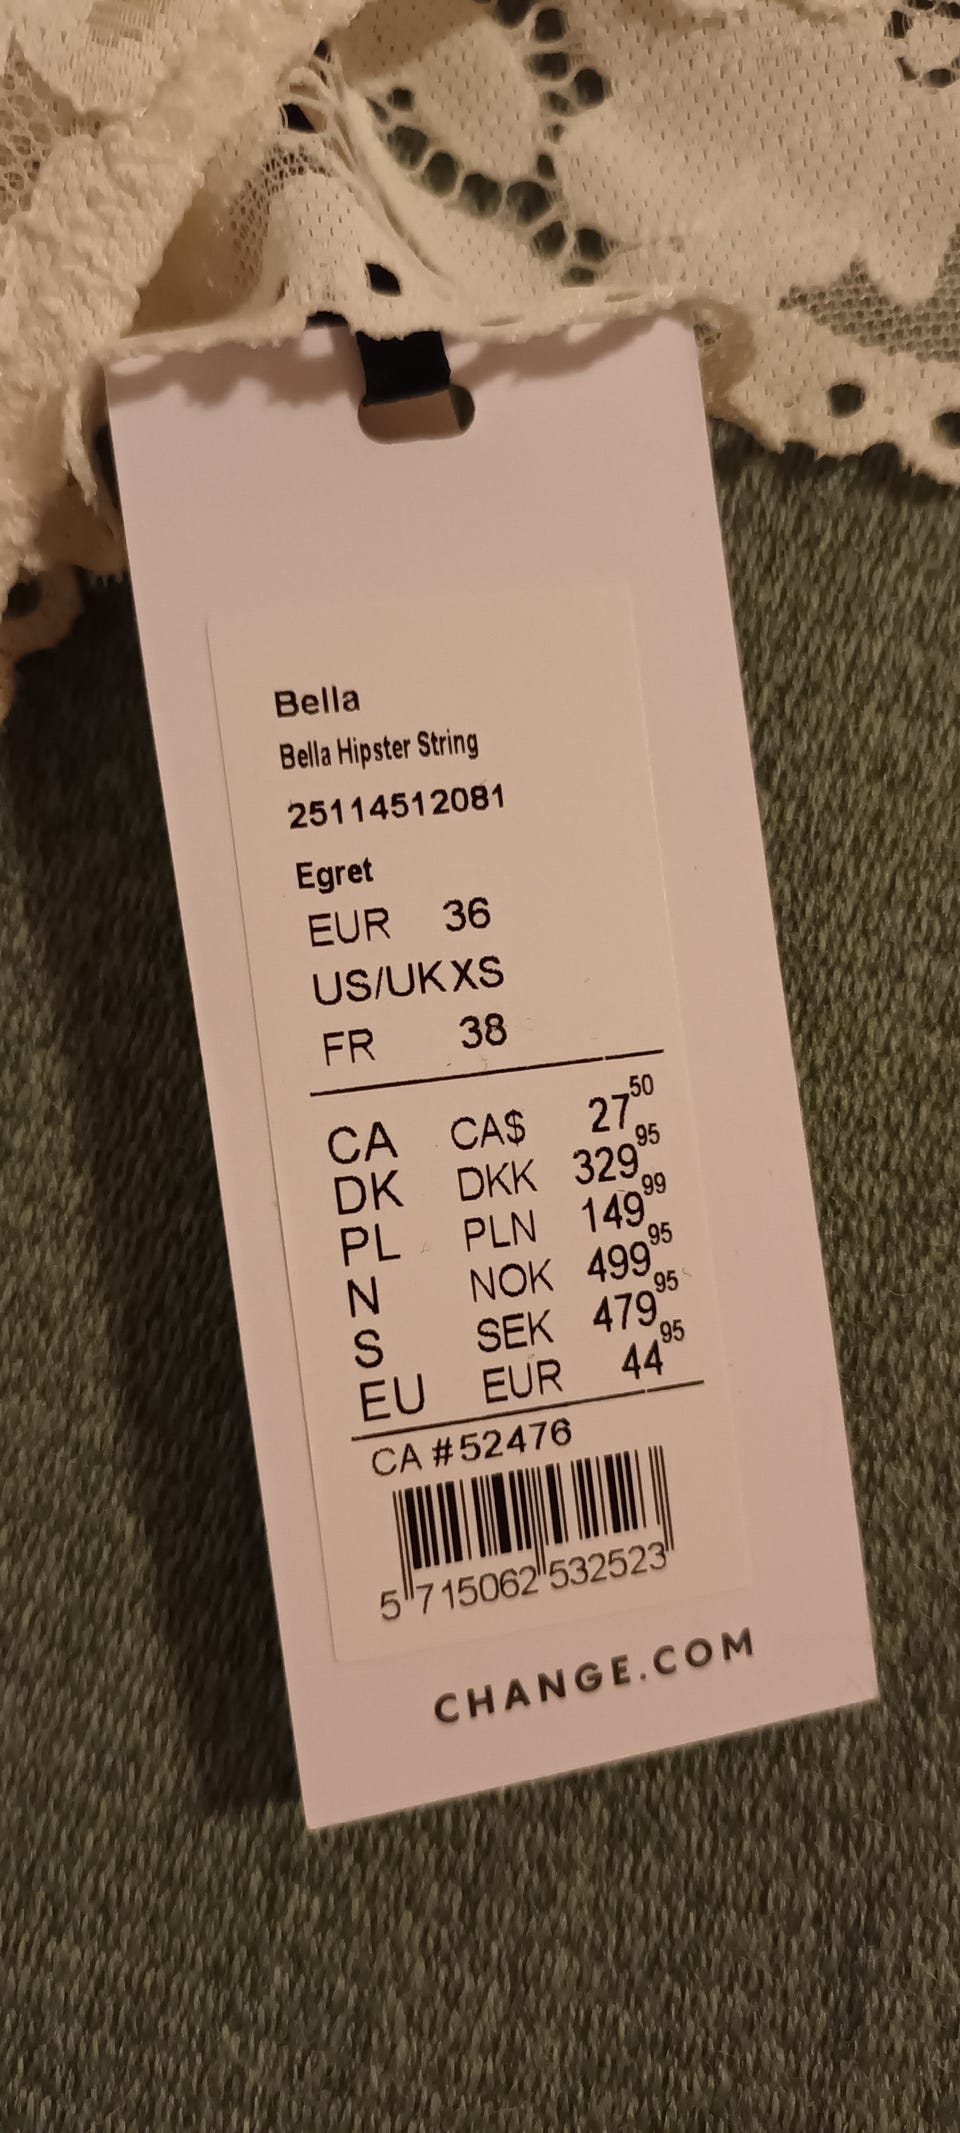 Bella
Bella Hipster String
25114512081
Egret
EUR 36
US/UK XS
FR 38
CA CA$ 27.50
DK DKK 329.95
PL PLN 149.99
N NOK 499.95
S SEK 479.95
EU EUR 44.95
CA #52476
5 715062 532523
CHANGE.COM